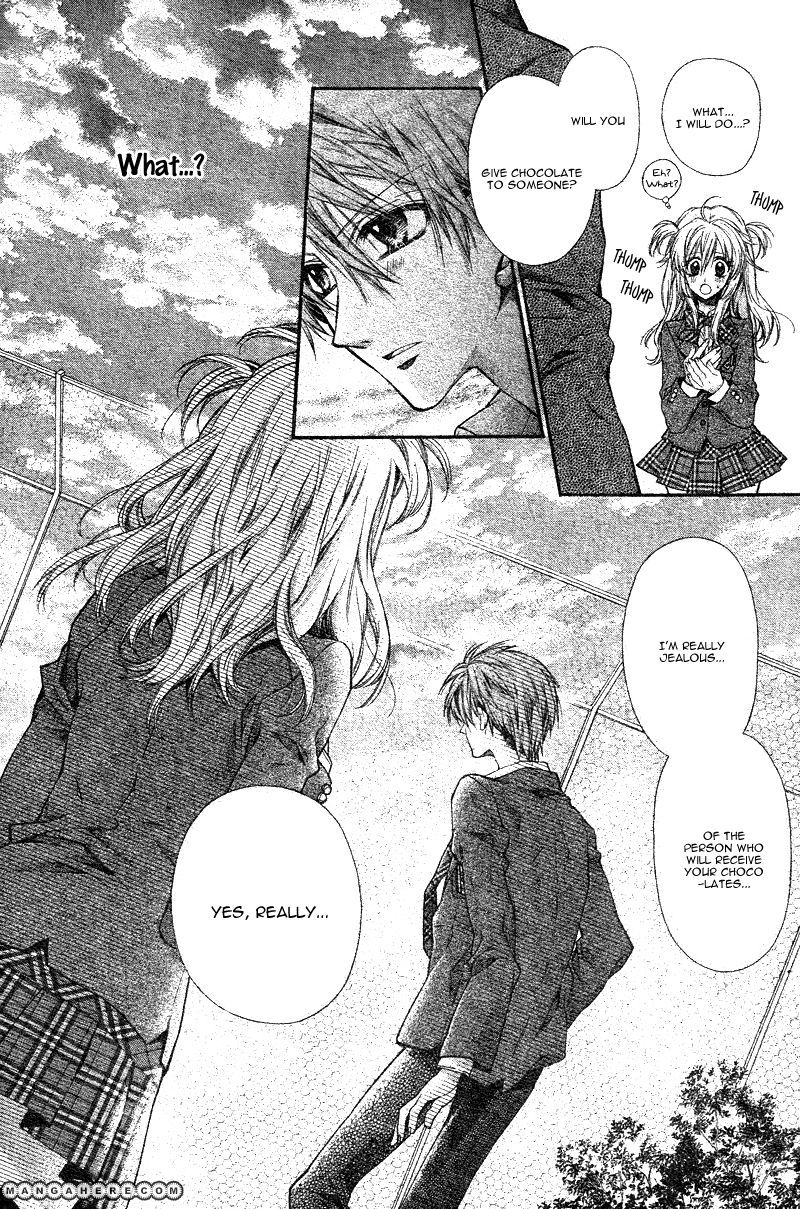 WHAT...
I WILL DO...?
Eh?
What?
THUMP
THUMP
THUMP
WILL YOU
GIVE CHOCOLATE
TO SOMEONE?
What...?
I'M REALLY
JEALOUS...
OF THE
PERSON WHO
WILL RECEIVE
YOUR CHOCO
-LATES...
YES, REALLY...
MANGAHERE.COM